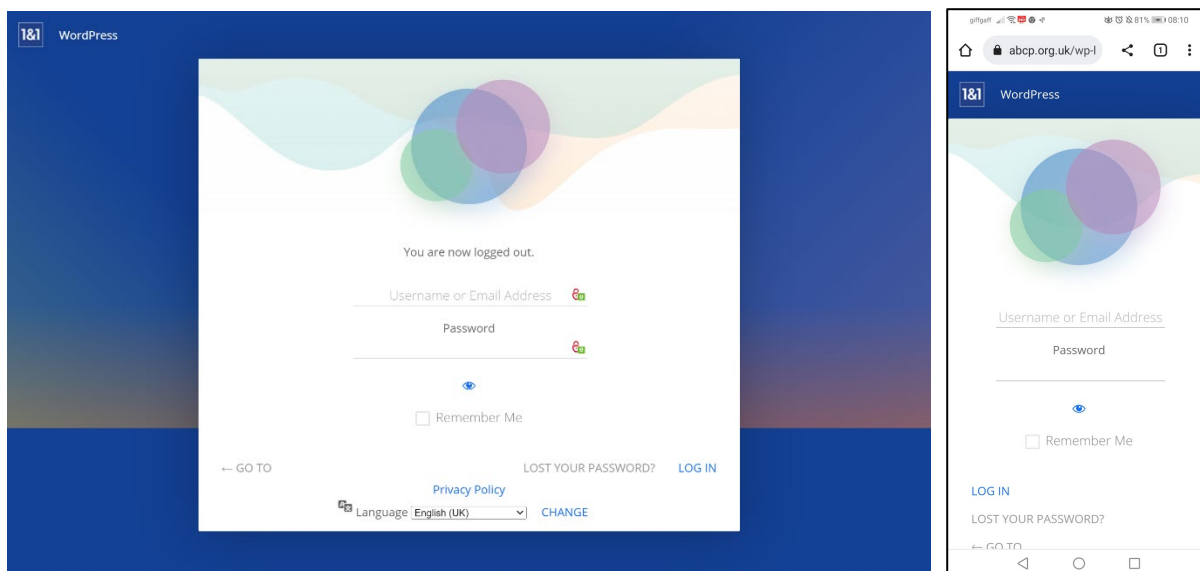 1&1 WordPress
You are now logged out.
Username or Email Address
Password
Remember Me
← GO TO LOST YOUR PASSWORD? LOG IN
Privacy Policy
Language English (UK) CHANGE
giffgaff 81% 08:10
abcp.org.uk/wp-l 1
1&1 WordPress
Username or Email Address
Password
Remember Me
LOG IN
LOST YOUR PASSWORD?
← GO TO